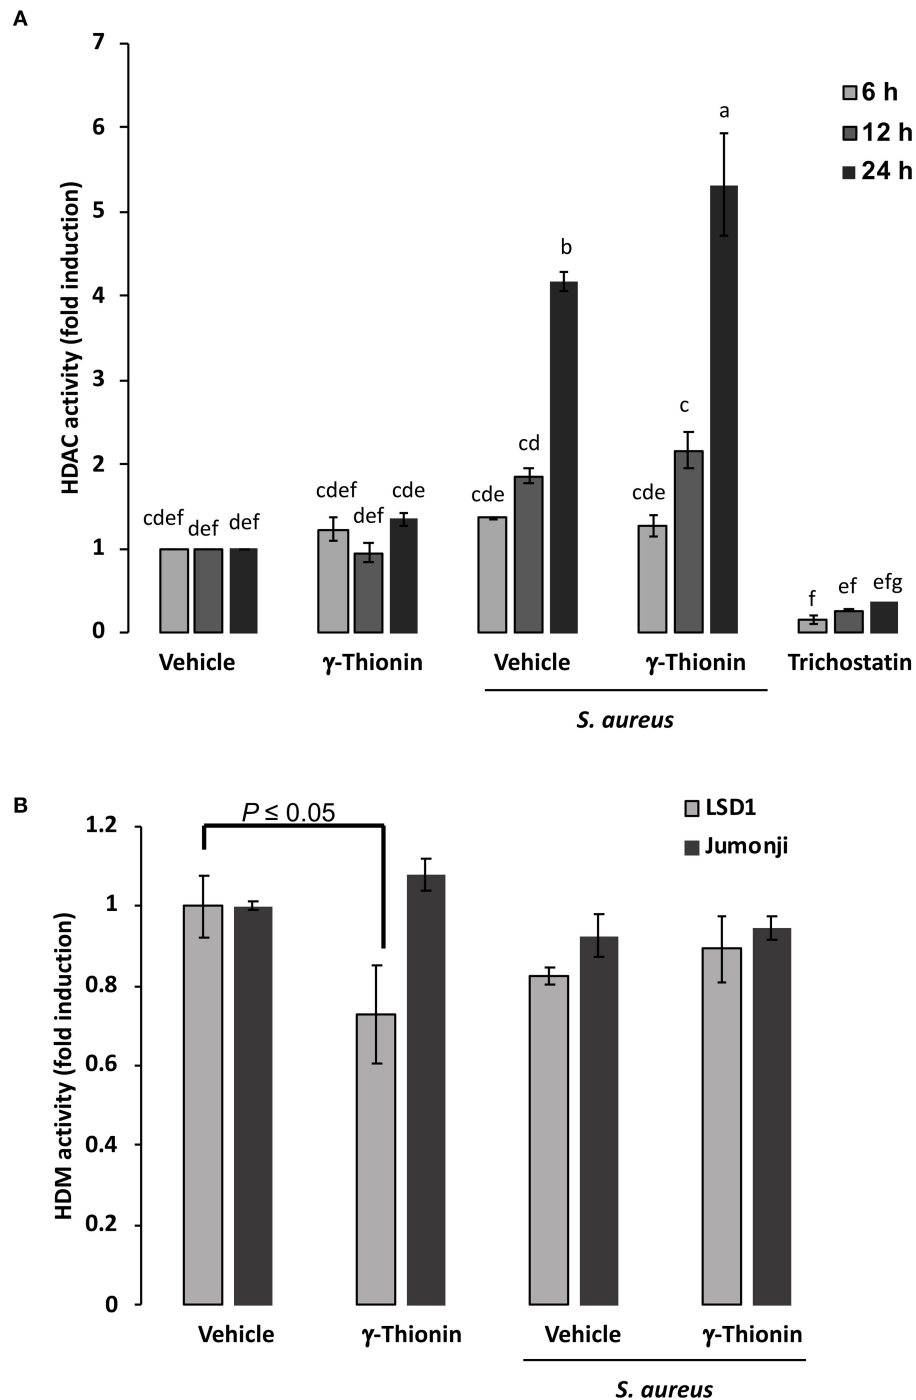 A
HDAC activity (fold induction)
7
6
5
4
3
2
1
0
6 h
12 h
24 h
cdef def def
cdef def cde
cde cd b
cde c a
f ef efg
Vehicle γ-Thionin Vehicle γ-Thionin Trichostatin
S. aureus
B
HDM activity (fold induction)
1.2
1
0.8
0.6
0.4
0.2
0
P ≤ 0.05
LSD1
Jumonji
Vehicle γ-Thionin Vehicle γ-Thionin
S. aureus